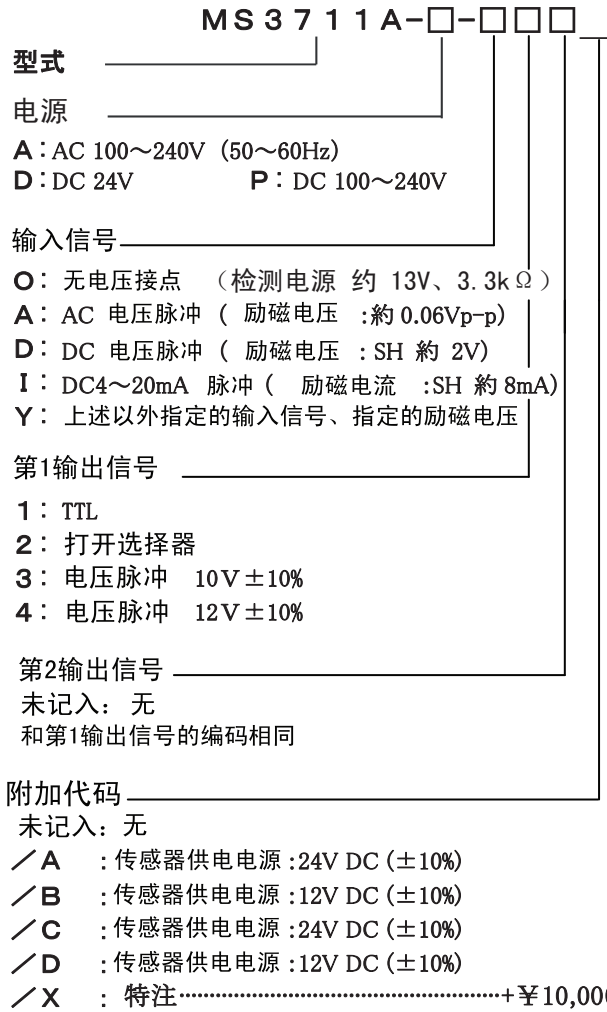 MS3711A-□-□□□
型式
电源
A：AC 100～240V (50～60Hz)
D：DC 24V P：DC 100～240V
输入信号
O：无电压接点 （检测电源 约 13V、3.3kΩ）
A：AC 电压脉冲 ( 励磁电压 :約 0.06Vp-p)
D：DC 电压脉冲 ( 励磁电压 : SH 約 2V)
I：DC4～20mA 脉冲 ( 励磁电流 :SH 約 8mA)
Y：上述以外指定的输入信号、指定的励磁电压
第1输出信号
1：TTL
2：打开选择器
3：电压脉冲 10V±10%
4：电压脉冲 12V±10%
第2输出信号
未记入：无
和第1输出信号的编码相同
附加代码
未记入：无
／A :传感器供电电源:24V DC (±10%)
／B :传感器供电电源:12V DC (±10%)
／C :传感器供电电源:24V DC (±10%)
／D :传感器供电电源:12V DC (±10%)
／X : 特注……………………………………………+￥10,000